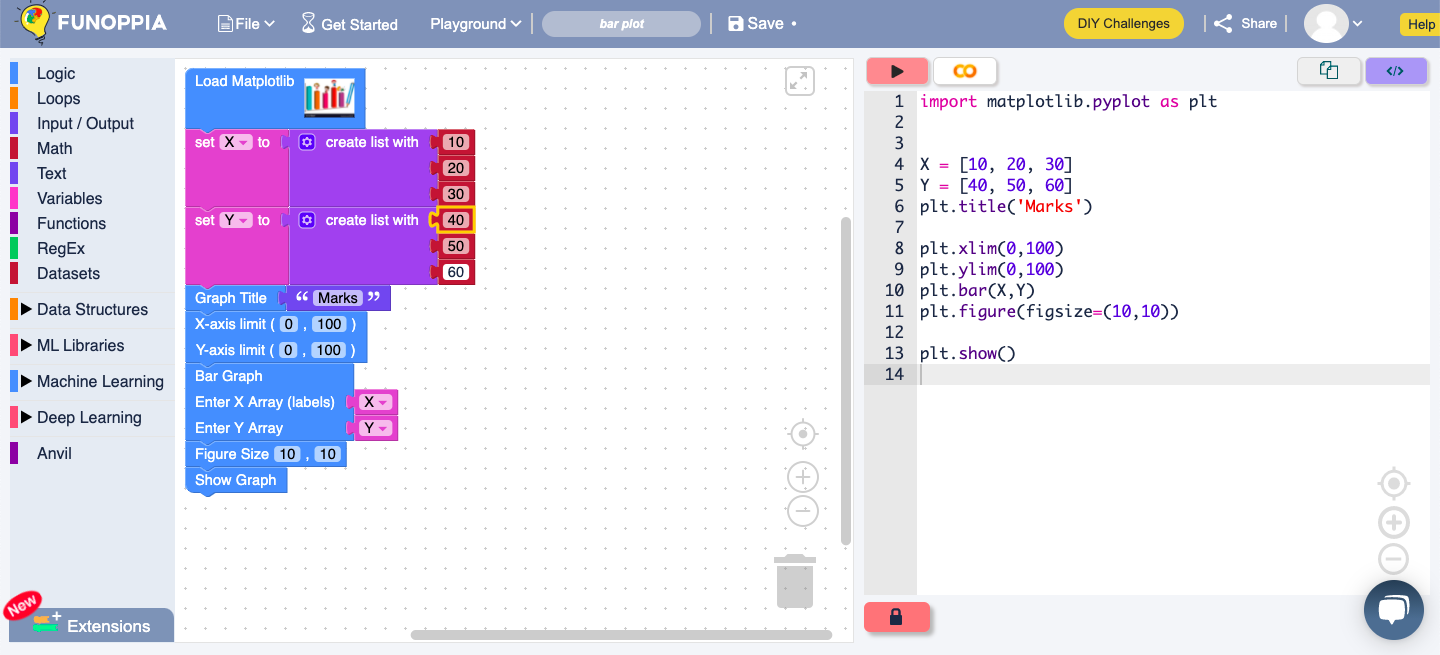 FUNOPPIA
File
Get Started
Playground
bar plot
Save
DIY Challenges
Share
Help
Logic
Loops
Input / Output
Math
Text
Variables
Functions
RegEx
Datasets
Data Structures
ML Libraries
Machine Learning
Deep Learning
Anvil
New
Extensions
Load Matplotlib
set X to create list with 10
20
30
set Y to create list with 40
50
60
Graph Title “ Marks ”
X-axis limit ( 0 , 100 )
Y-axis limit ( 0 , 100 )
Bar Graph
Enter X Array (labels) X
Enter Y Array Y
Figure Size 10 , 10
Show Graph
</>
1 import matplotlib.pyplot as plt
2
3
4 X = [10, 20, 30]
5 Y = [40, 50, 60]
6 plt.title('Marks')
7
8 plt.xlim(0,100)
9 plt.ylim(0,100)
10 plt.bar(X,Y)
11 plt.figure(figsize=(10,10))
12
13 plt.show()
14